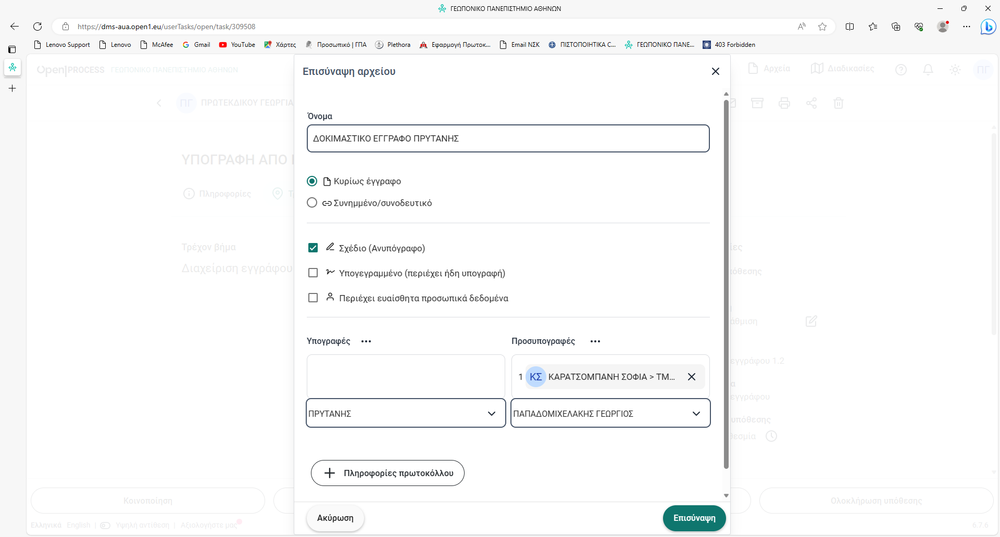 ΓΕΩΠΟΝΙΚΟ ΠΑΝΕΠΙΣΤΗΜΙΟ ΑΘΗΝΩΝ
https://dms-aua.open1.eu/userTasks/open/task/309508
Lenovo Support Lenovo McAfee Gmail YouTube Χάρτες Προσωπικό | ΓΠΑ Plethora Εφαρμογή Πρωτοκ... Email ΝΣΚ ΠΙΣΤΟΠΟΙΗΤΙΚΑ C... ΓΕΩΠΟΝΙΚΟ ΠΑΝΕ... 403 Forbidden
Open|PROCESS ΓΕΩΠΟΝΙΚΟ ΠΑΝΕΠΙΣΤΗΜΙΟ ΑΘΗΝΩΝ
Αρχεία Διαδικασίες ΠΓ
ΠΓ ΠΡΩΤΕΚΔΙΚΟΥ ΓΕΩΡΓΙΑ
ΥΠΟΓΡΑΦΗ ΑΠΟ
Πληροφορίες
Τρέχον βήμα
Διαχείριση εγγράφου
Επισύναψη αρχείου
Όνομα
ΔΟΚΙΜΑΣΤΙΚΟ ΕΓΓΡΑΦΟ ΠΡΥΤΑΝΗΣ
Κυρίως έγγραφο
Συνημμένο/συνοδευτικό
Σχέδιο (Ανυπόγραφο)
Υπογεγραμμένο (περιέχει ήδη υπογραφή)
Περιέχει ευαίσθητα προσωπικά δεδομένα
Υπογραφές ••• Προσυπογραφές •••
1 ΚΣ ΚΑΡΑΤΣΟΜΠΑΝΗ ΣΟΦΙΑ > ΤΜ...
ΠΡΥΤΑΝΗΣ ΠΑΠΑΔΟΜΙΧΕΛΑΚΗΣ ΓΕΩΡΓΙΟΣ
Πληροφορίες πρωτοκόλλου
Ακύρωση Επισύναψη
εγγράφου 1.2
εγγράφου
υπόθεσης
Κοινοποίηση Ολοκλήρωση υπόθεσης
Ελληνικά English | Υψηλή αντίθεση | Αξιολογήστε μας
6.7.6